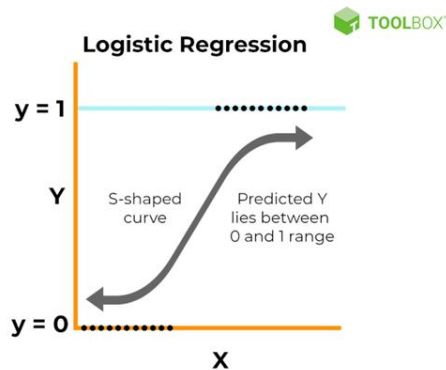 TOOLBOX
Logistic Regression
y = 1
Y
S-shaped
curve
Predicted Y
lies between
0 and 1 range
y = 0
X